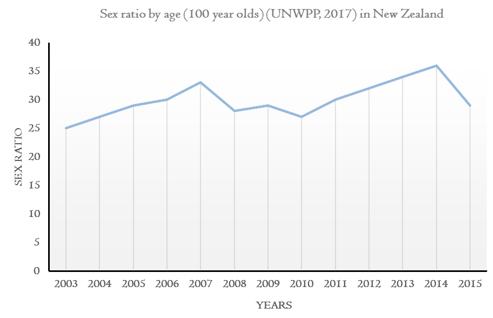 Sex ratio by age (100 year olds) (UNWPP, 2017) in New Zealand
40
35
30
25
20
15
10
5
0
SEX RATIO
2003 2004 2005 2006 2007 2008 2009 2010 2011 2012 2013 2014 2015
YEARS